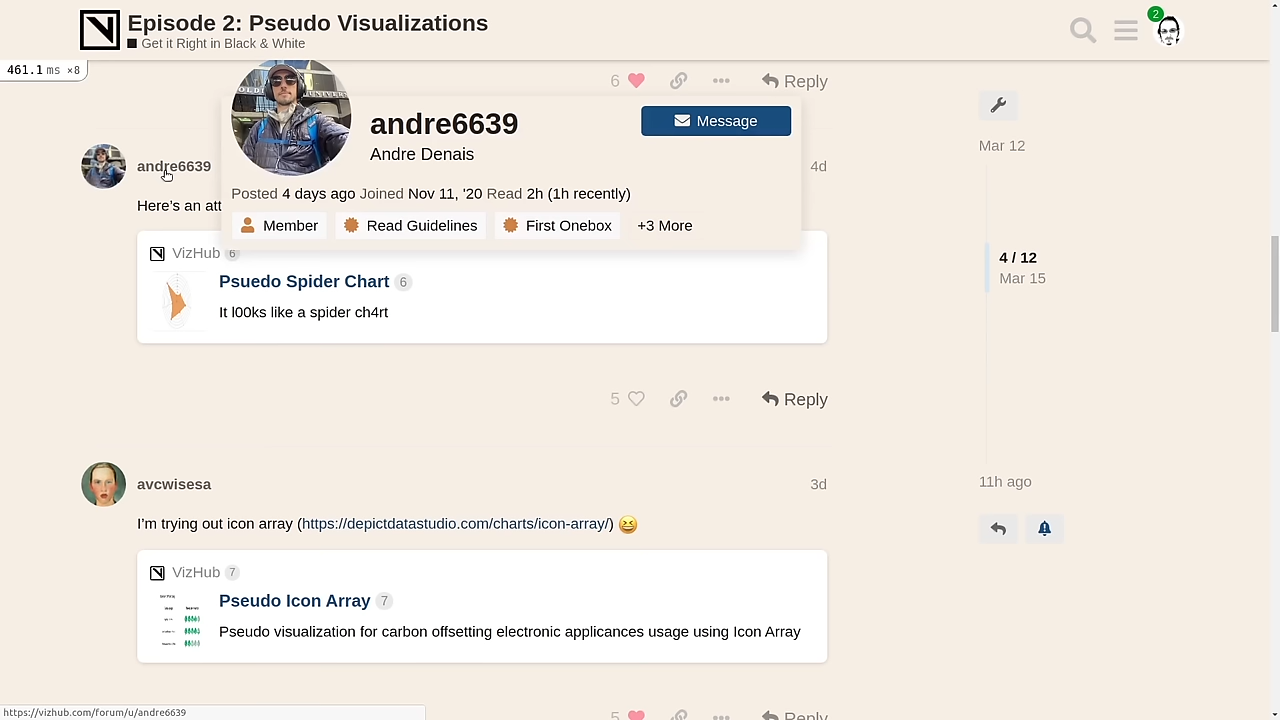 Episode 2: Pseudo Visualizations
Get it Right in Black & White
2
461.1 ms ×8
6 Reply
andre6639
Message
Andre Denais
Mar 12
andre6639
4d
Posted 4 days ago Joined Nov 11, '20 Read 2h (1h recently)
Here's an att
Member Read Guidelines First Onebox +3 More
VizHub 6
4 / 12
Psuedo Spider Chart 6
Mar 15
It l00ks like a spider ch4rt
5 Reply
11h ago
avcwisesa
3d
I'm trying out icon array (https://depictdatastudio.com/charts/icon-array/)
VizHub 7
Pseudo Icon Array 7
Pseudo visualization for carbon offsetting electronic applicances usage using Icon Array
https://vizhub.com/forum/u/andre6639
5 Reply